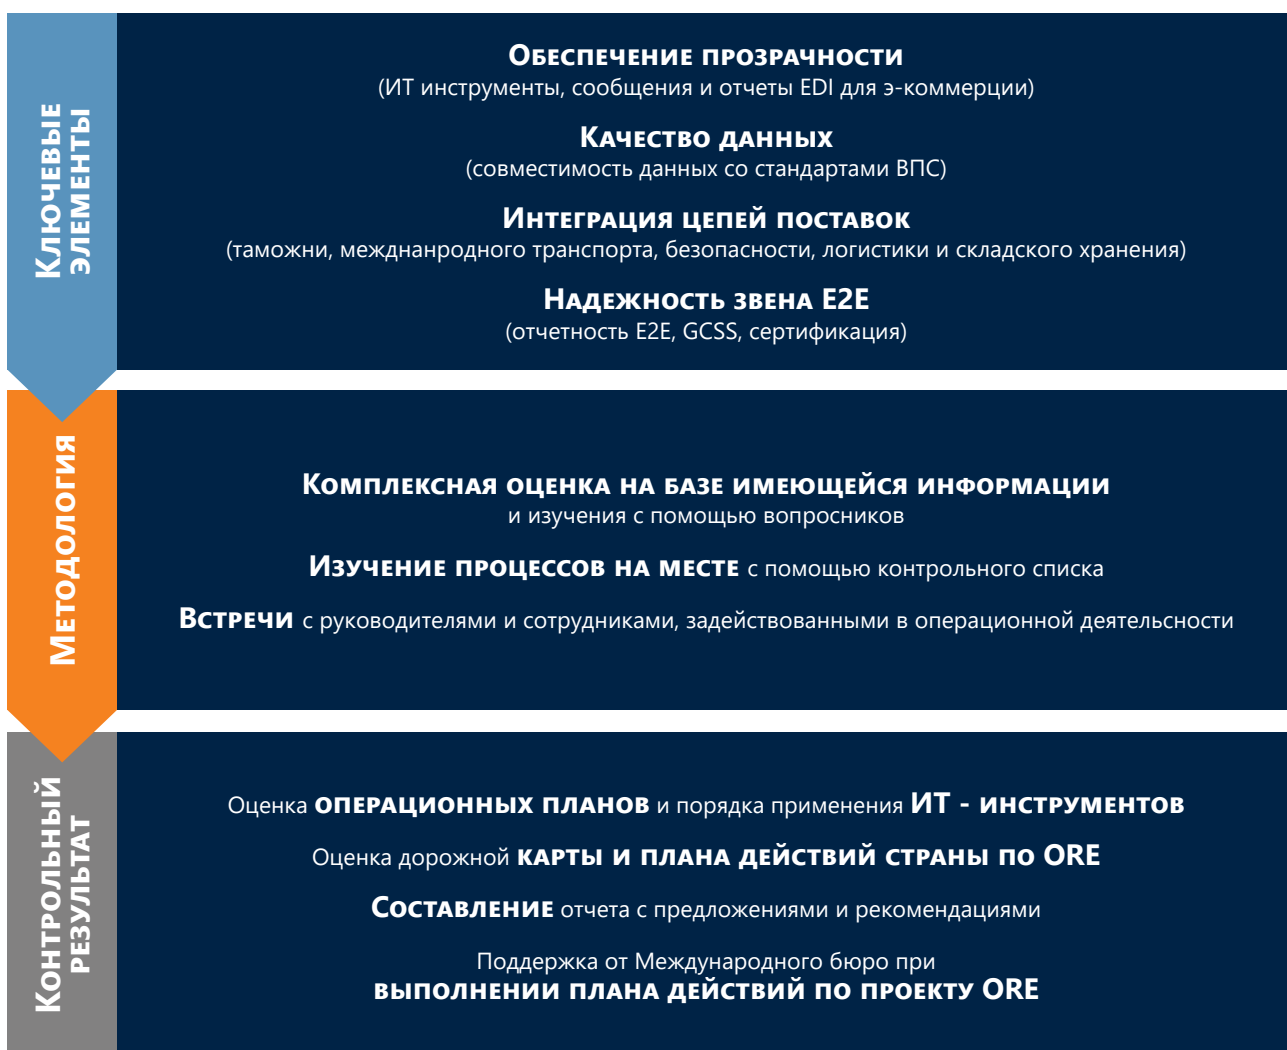 Ключевые
элементы
Обеспечение прозрачности
(ИТ инструменты, сообщения и отчеты EDI для э-коммерции)
Качество данных
(совместимость данных со стандартами ВПС)
Интеграция цепей поставок
(таможни, межднанродного транспорта, безопасности, логистики и складского хранения)
Надежность звена E2E
(отчетность E2E, GCSS, сертификация)
Методология
Комплексная оценка на базе имеющейся информации
и изучения с помощью вопросников
Изучение процессов на месте с помощью контрольного списка
Встречи с руководителями и сотрудниками, задействованными в операционной деятельсности
Контрольный
результат
Оценка операционных планов и порядка применения ИТ - инструментов
Оценка дорожной карты и плана действий страны по ORE
Составление отчета с предложениями и рекомендациями
Поддержка от Международного бюро при
выполнении плана действий по проекту ORE